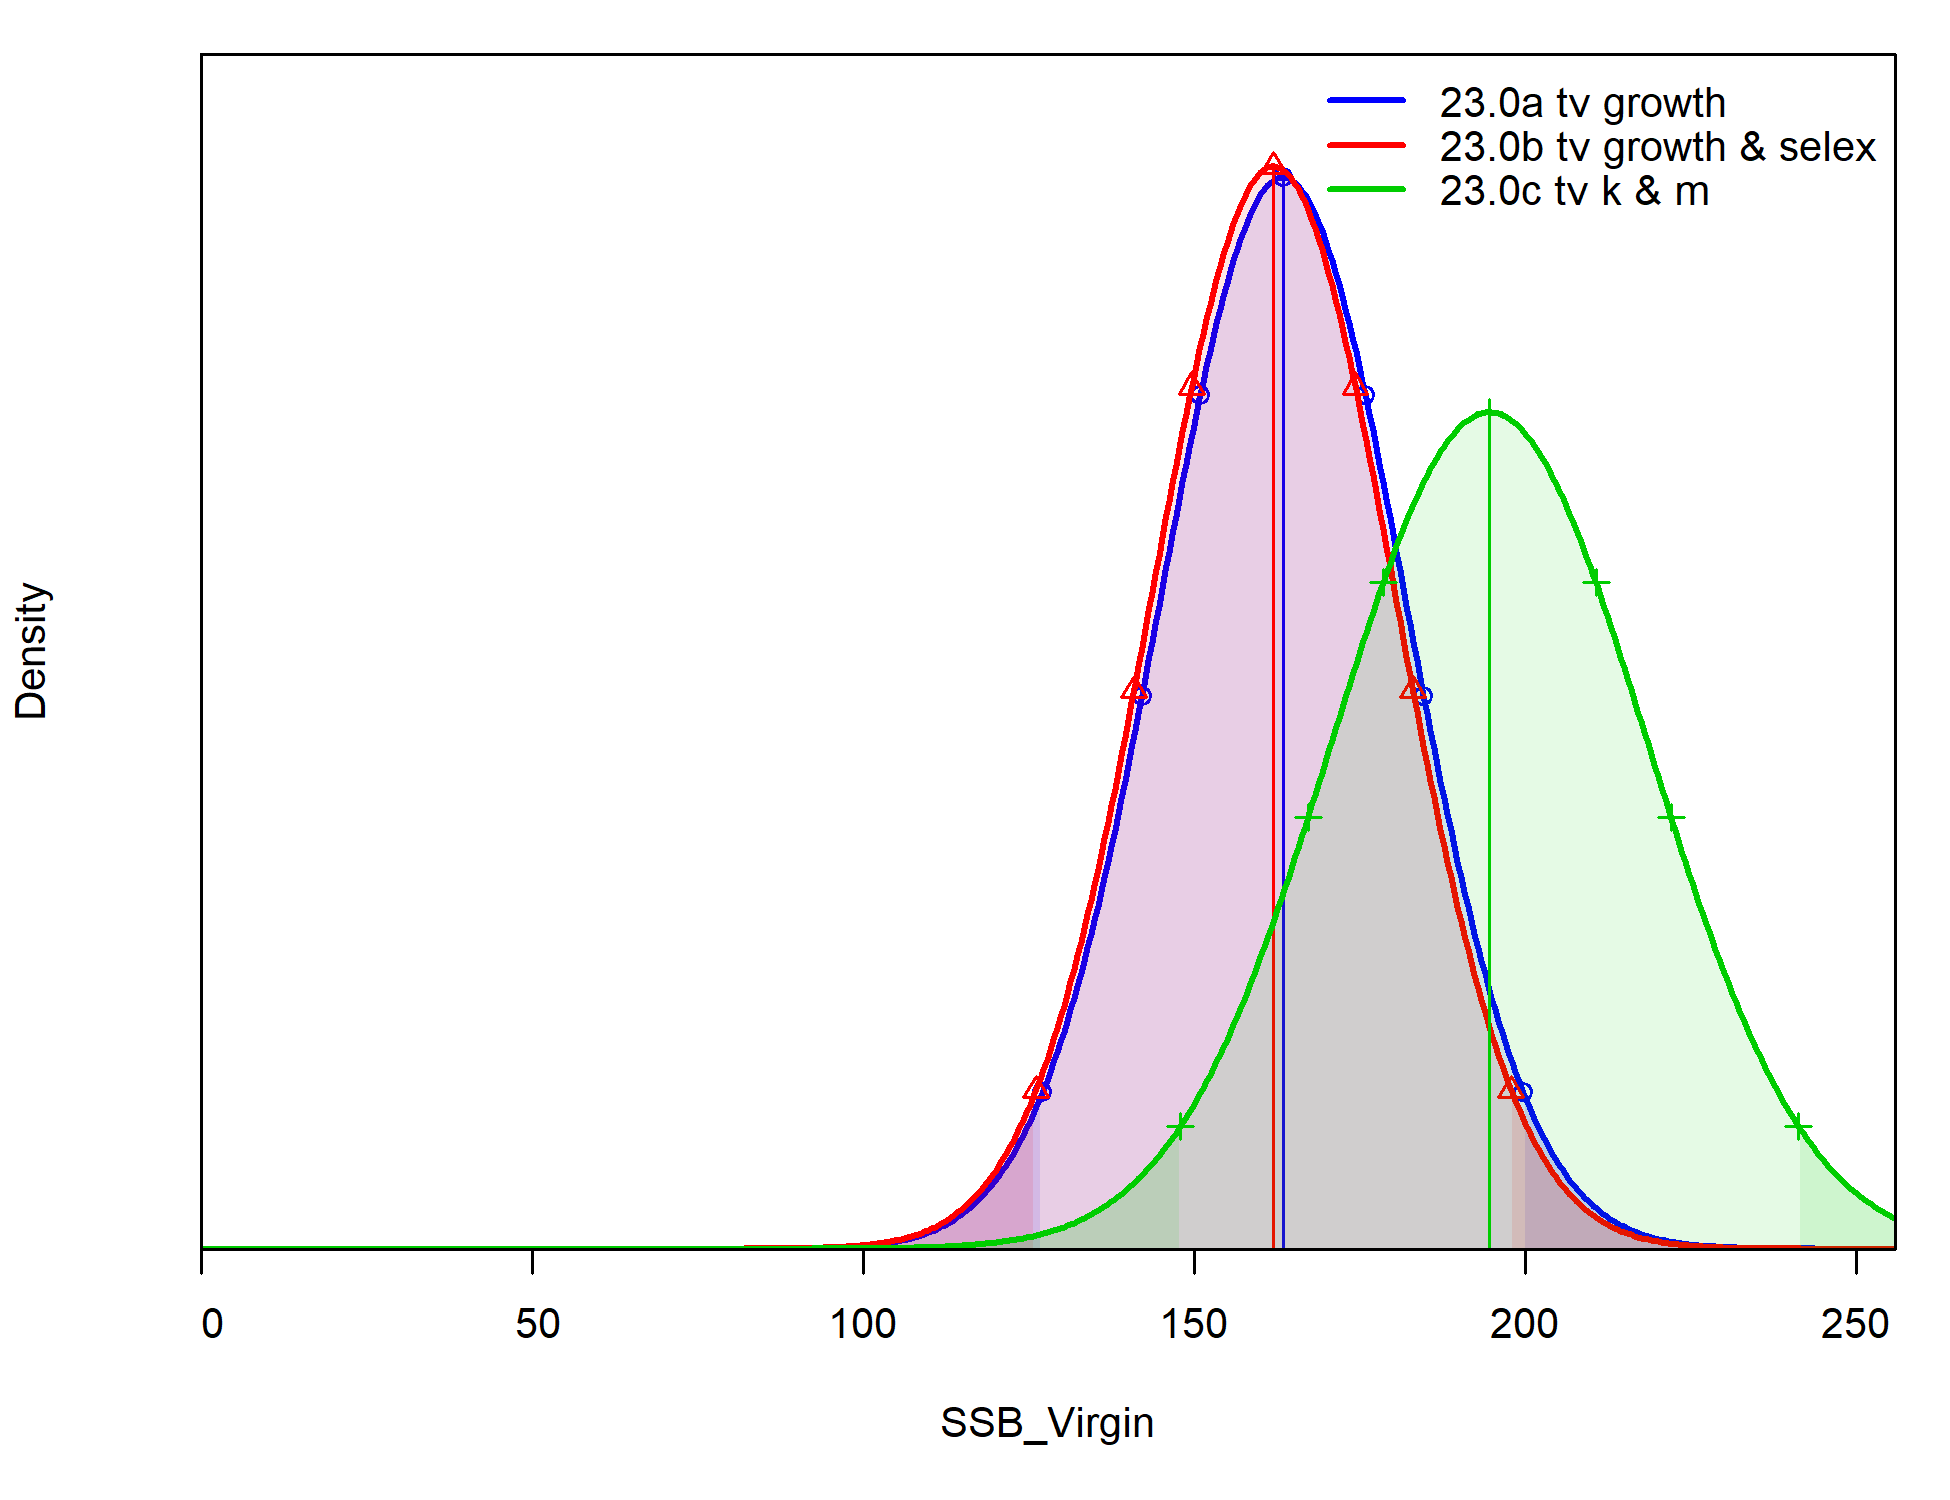 23.0a tv growth
23.0b tv growth & selex
23.0c tv k & m
Density
0 50 100 150 200 250
SSB_Virgin